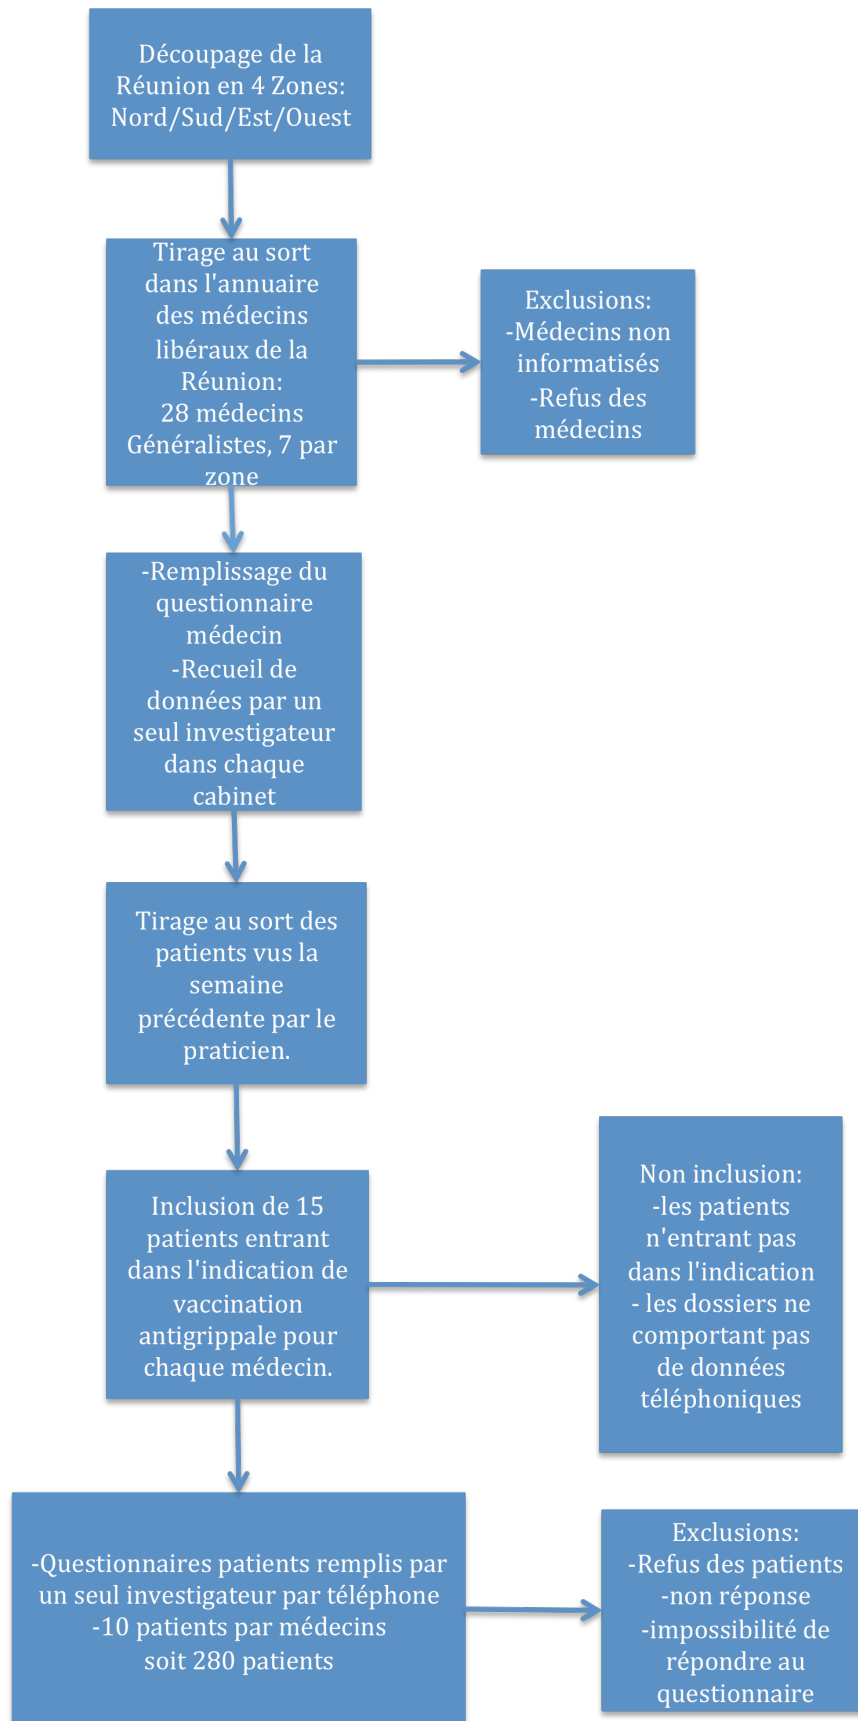 Découpage de la
Réunion en 4 Zones:
Nord/Sud/Est/Ouest
Tirage au sort
dans l'annuaire
des médecins
libéraux de la
Réunion:
28 médecins
Généralistes, 7 par
zone
Exclusions:
-Médecins non
informatisés
-Refus des
médecins
-Remplissage du
questionnaire
médecin
-Recueil de
données par un
seul investigateur
dans chaque
cabinet
Tirage au sort des
patients vus la
semaine
précédente par le
praticien.
Inclusion de 15
patients entrant
dans l'indication de
vaccination
antigrippale pour
chaque médecin.
Non inclusion:
-les patients
n'entrant pas
dans l'indication
- les dossiers ne
comportant pas
de données
téléphoniques
-Questionnaires patients remplis par
un seul investigateur par téléphone
-10 patients par médecins
soit 280 patients
Exclusions:
-Refus des patients
-non réponse
-impossibilité de
répondre au
questionnaire